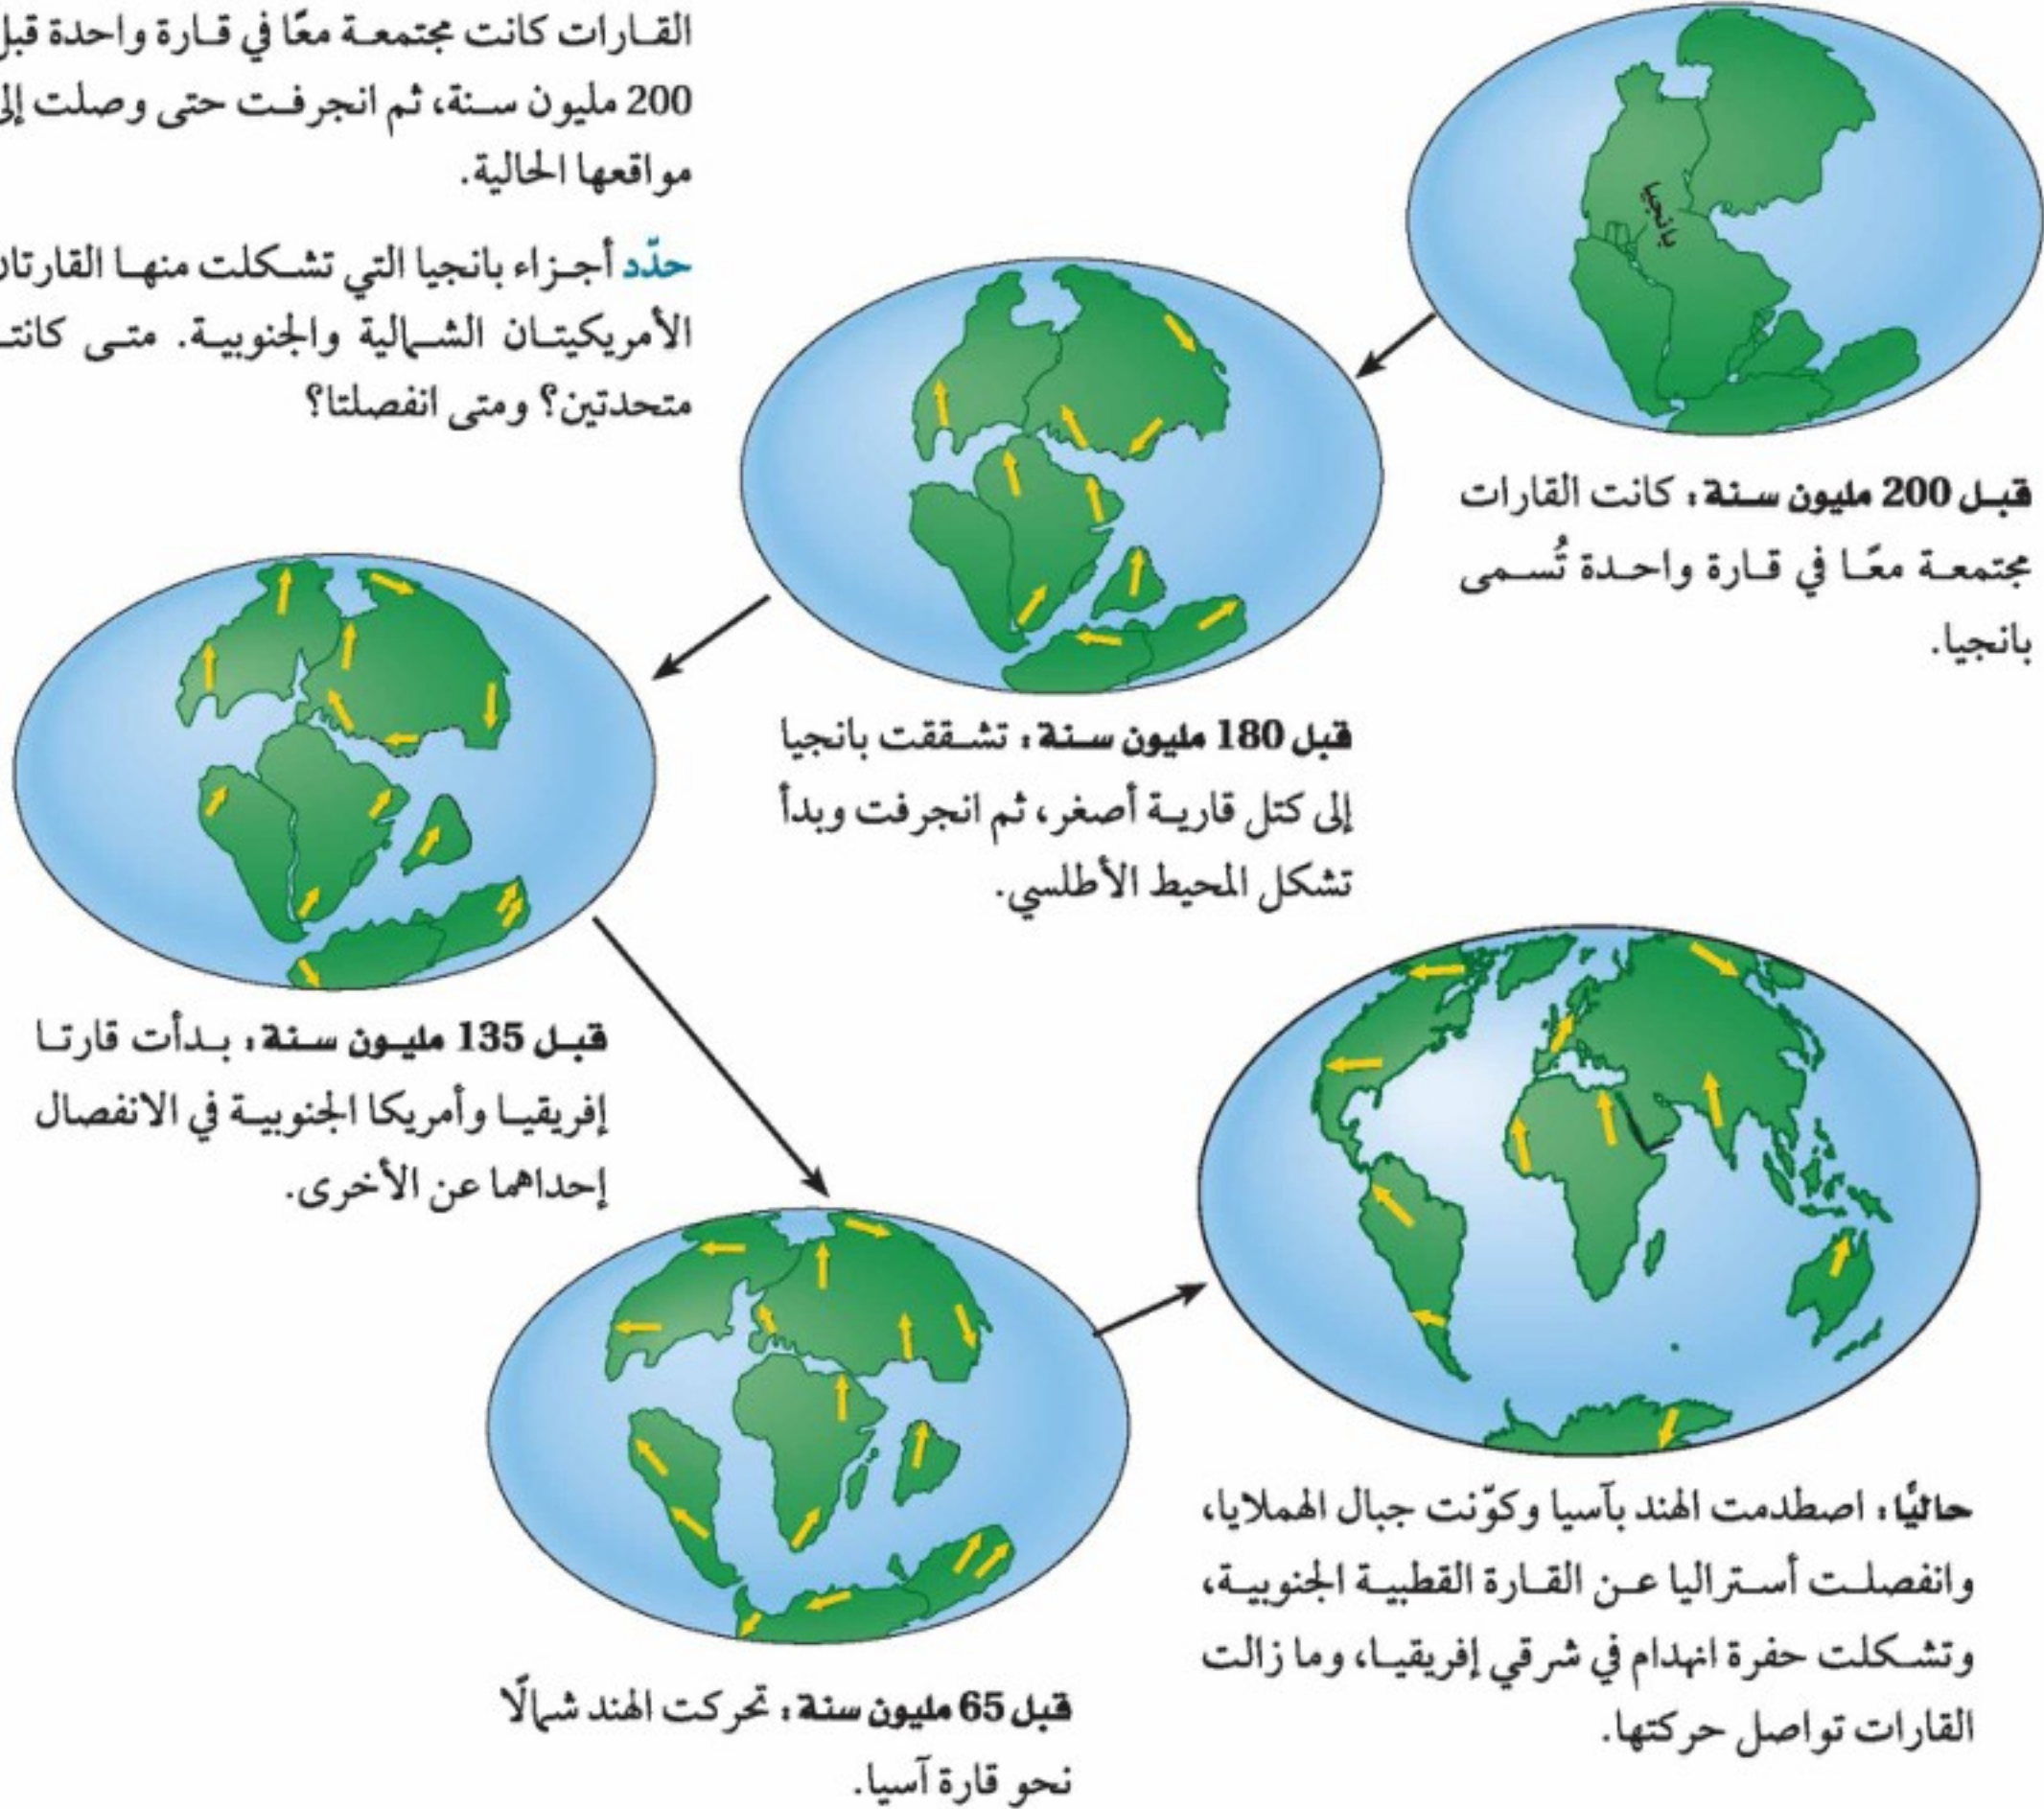 القارات كانت مجتمعة معًا في قارة واحدة قبل
200 مليون سنة، ثم انجرفت حتى وصلت إلى
مواقعها الحالية.
حدّد أجزاء بانجيا التي تشكلت منها القارتان
الأمريكيتان الشمالية والجنوبية. متى كانتا
متحدتين؟ ومتى انفصلتا؟
بانجيا
قبل 200 مليون سنة: كانت القارات
مجتمعة معًا في قارة واحدة تُسمى
بانجيا.
قبل 180 مليون سنة: تشققت بانجيا
إلى كتل قارية أصغر، ثم انجرفت وبدأ
تشكل المحيط الأطلسي.
قبل 135 مليون سنة: بدأت قارتا
إفريقيا وأمريكا الجنوبية في الانفصال
إحداهما عن الأخرى.
قبل 65 مليون سنة: تحركت الهند شمالًا
نحو قارة آسيا.
حاليًا: اصطدمت الهند بآسيا وكوّنت جبال الهملايا،
وانفصلت أستراليا عن القارة القطبية الجنوبية،
وتشكلت حفرة انهدام في شرقي إفريقيا، وما زالت
القارات تواصل حركتها.